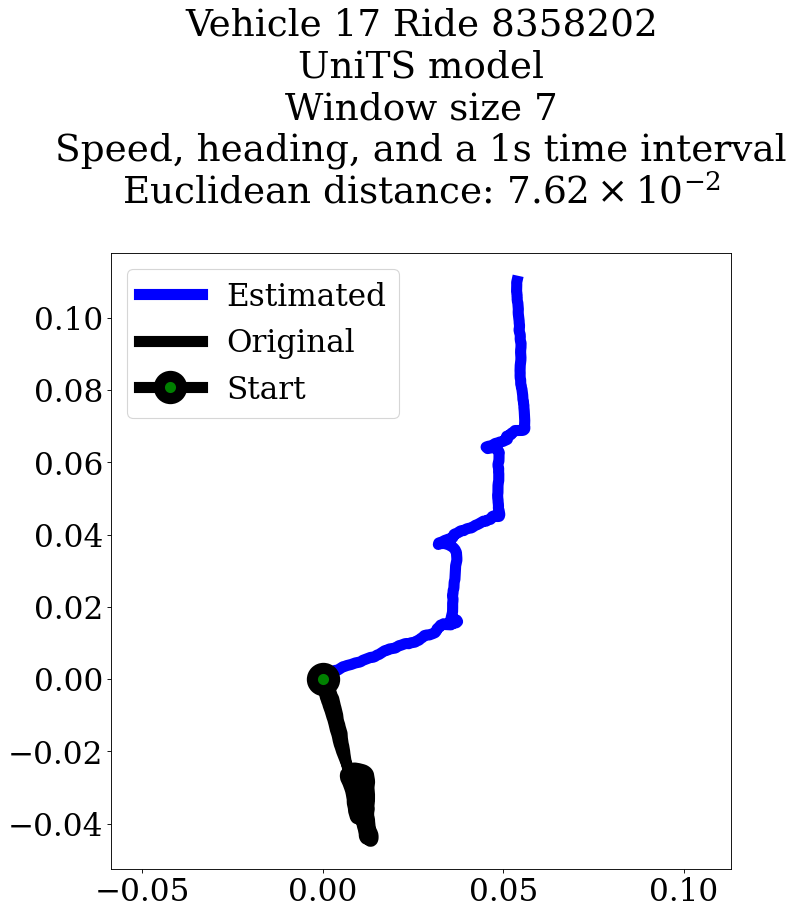 Vehicle 17 Ride 8358202
UniTS model
Window size 7
Speed, heading, and a 1s time interval
Euclidean distance: 7.62 × 10⁻²
Estimated
Original
Start
0.10
0.08
0.06
0.04
0.02
0.00
−0.02
−0.04
−0.05 0.00 0.05 0.10